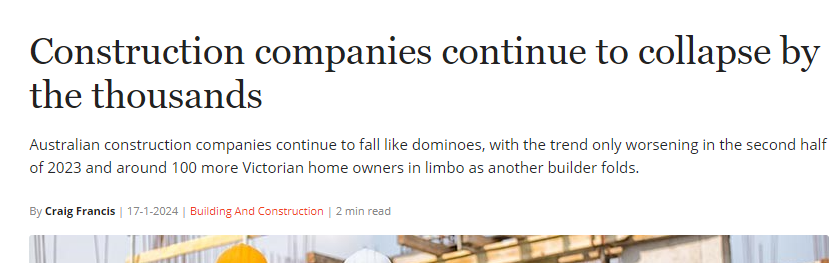 Construction companies continue to collapse by
the thousands
Australian construction companies continue to fall like dominoes, with the trend only worsening in the second half
of 2023 and around 100 more Victorian home owners in limbo as another builder folds.
By Craig Francis | 17-1-2024 | Building And Construction | 2 min read